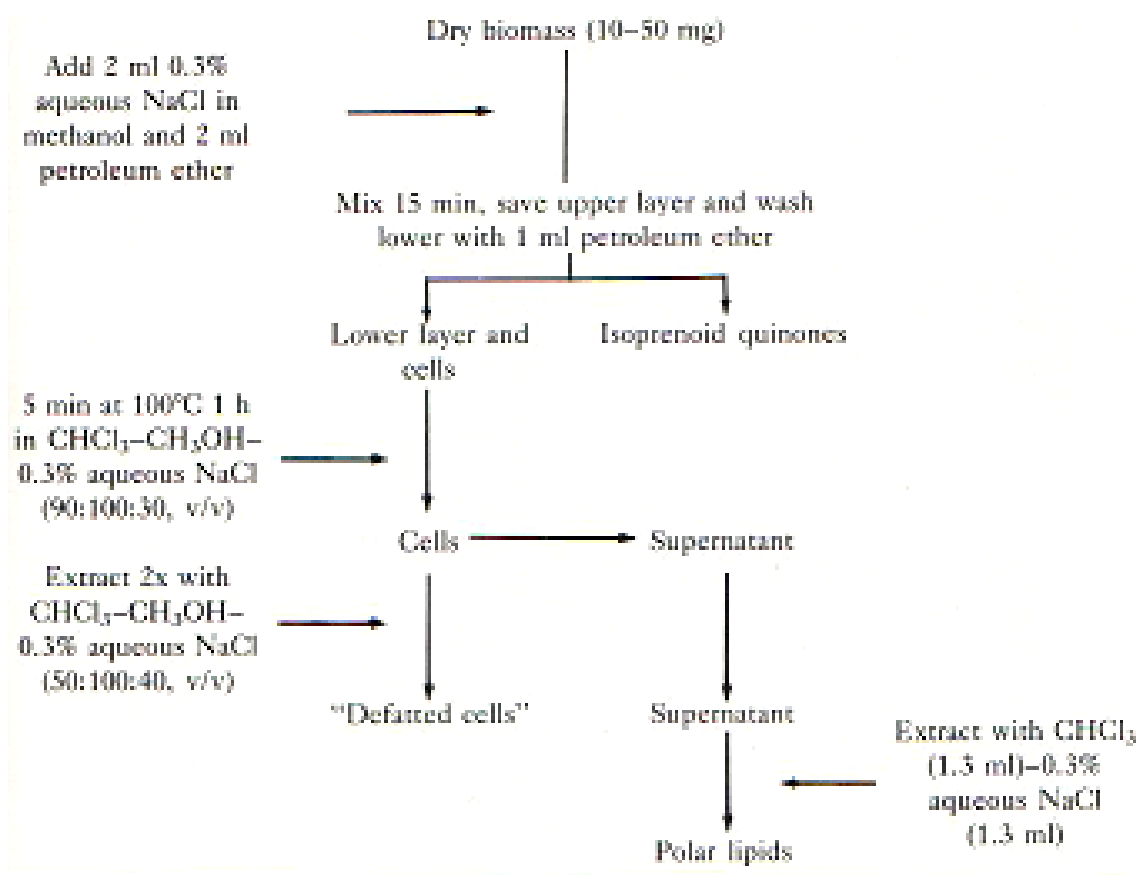 Dry biomass (10–50 mg)
Add 2 ml 0.3%
aqueous NaCl in
methanol and 2 ml
petroleum ether
Mix 15 min, save upper layer and wash
lower with 1 ml petroleum ether
Lower layer and
cells
Isoprenoid quinones
5 min at 100°C 1 h
in CHCl₃–CH₃OH–
0.3% aqueous NaCl
(90:100:30, v/v)
Cells
Supernatant
Extract 2x with
CHCl₃–CH₃OH–
0.3% aqueous NaCl
(50:100:40, v/v)
"Defatted cells"
Supernatant
Extract with CHCl₃
(1.3 ml)–0.3%
aqueous NaCl
(1.3 ml)
Polar lipids